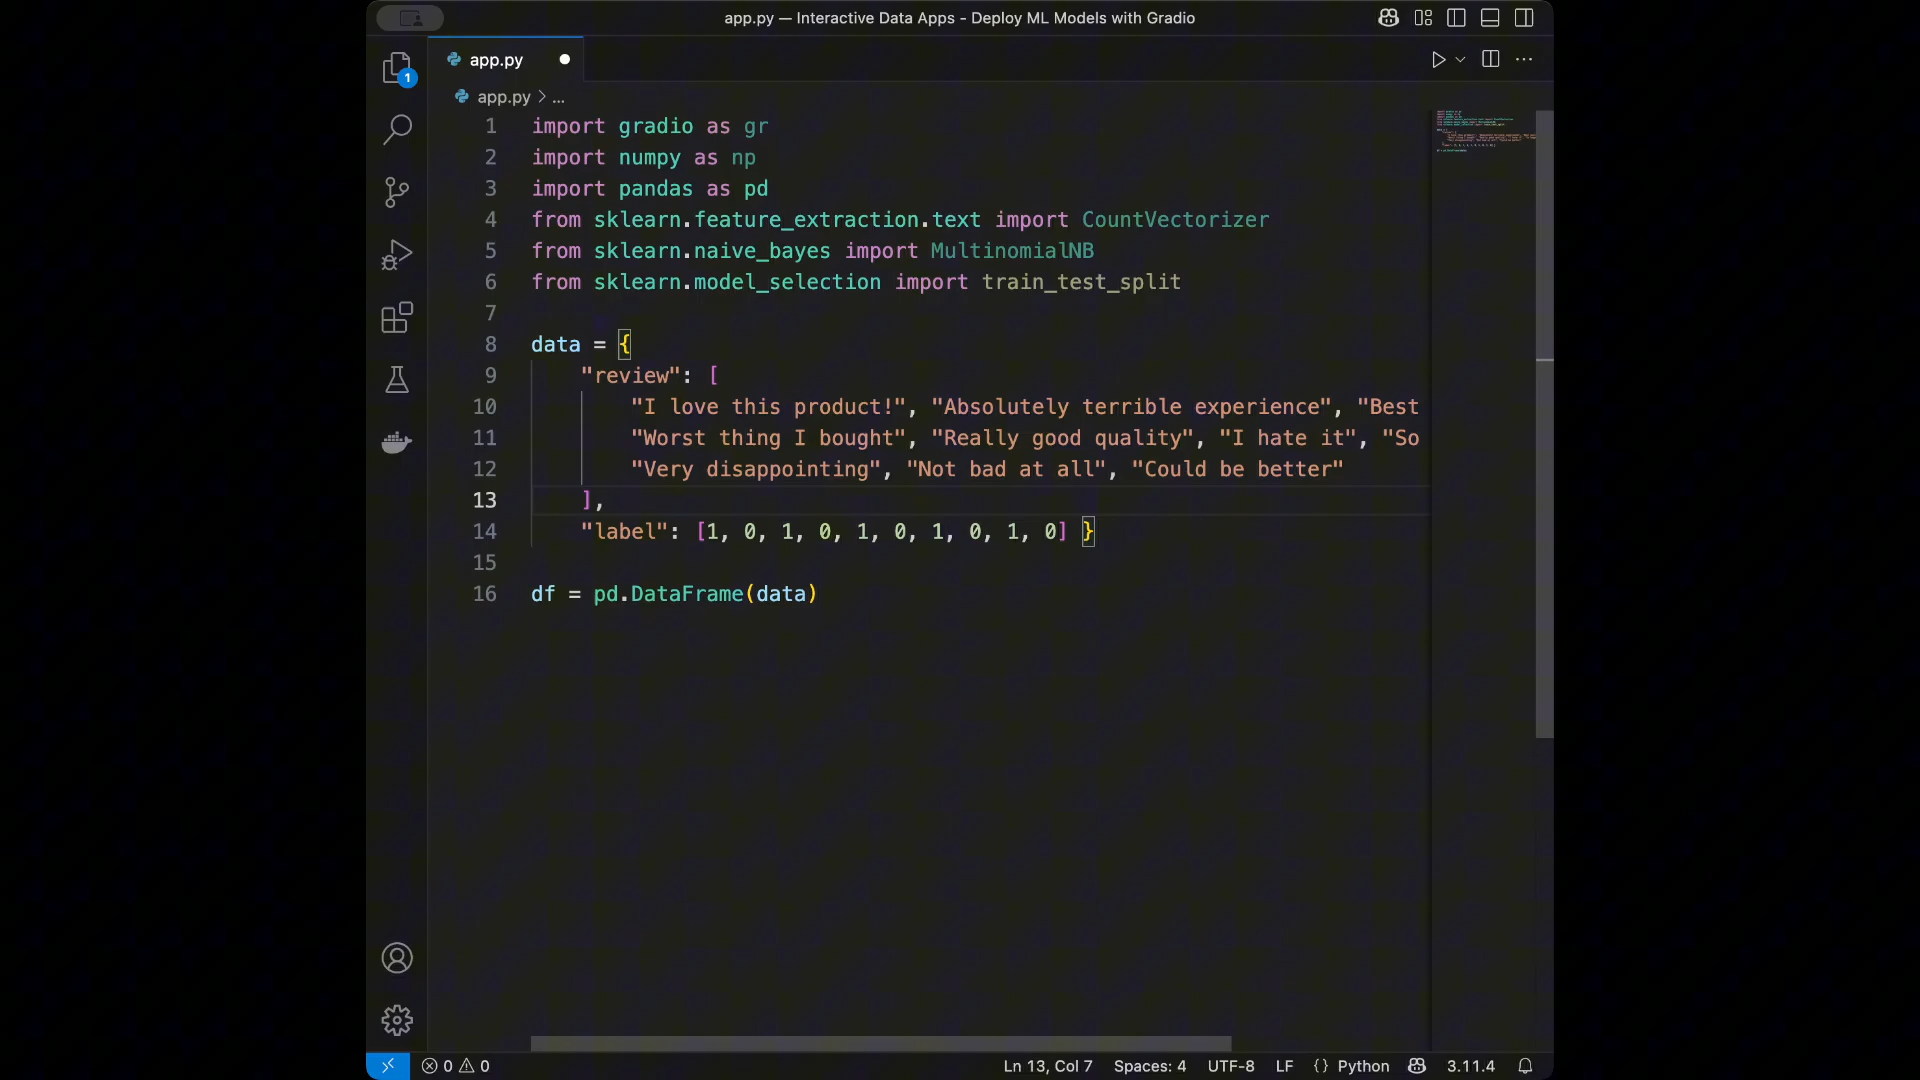 app.py — Interactive Data Apps - Deploy ML Models with Gradio
app.py
1
app.py > ...
1 import gradio as gr
2 import numpy as np
3 import pandas as pd
4 from sklearn.feature_extraction.text import CountVectorizer
5 from sklearn.naive_bayes import MultinomialNB
6 from sklearn.model_selection import train_test_split
7
8 data = {
9 "review": [
10 "I love this product!", "Absolutely terrible experience", "Best
11 "Worst thing I bought", "Really good quality", "I hate it", "So
12 "Very disappointing", "Not bad at all", "Could be better"
13 ],
14 "label": [1, 0, 1, 0, 1, 0, 1, 0, 1, 0] }
15
16 df = pd.DataFrame(data)
0 0 Ln 13, Col 7 Spaces: 4 UTF-8 LF {} Python 3.11.4